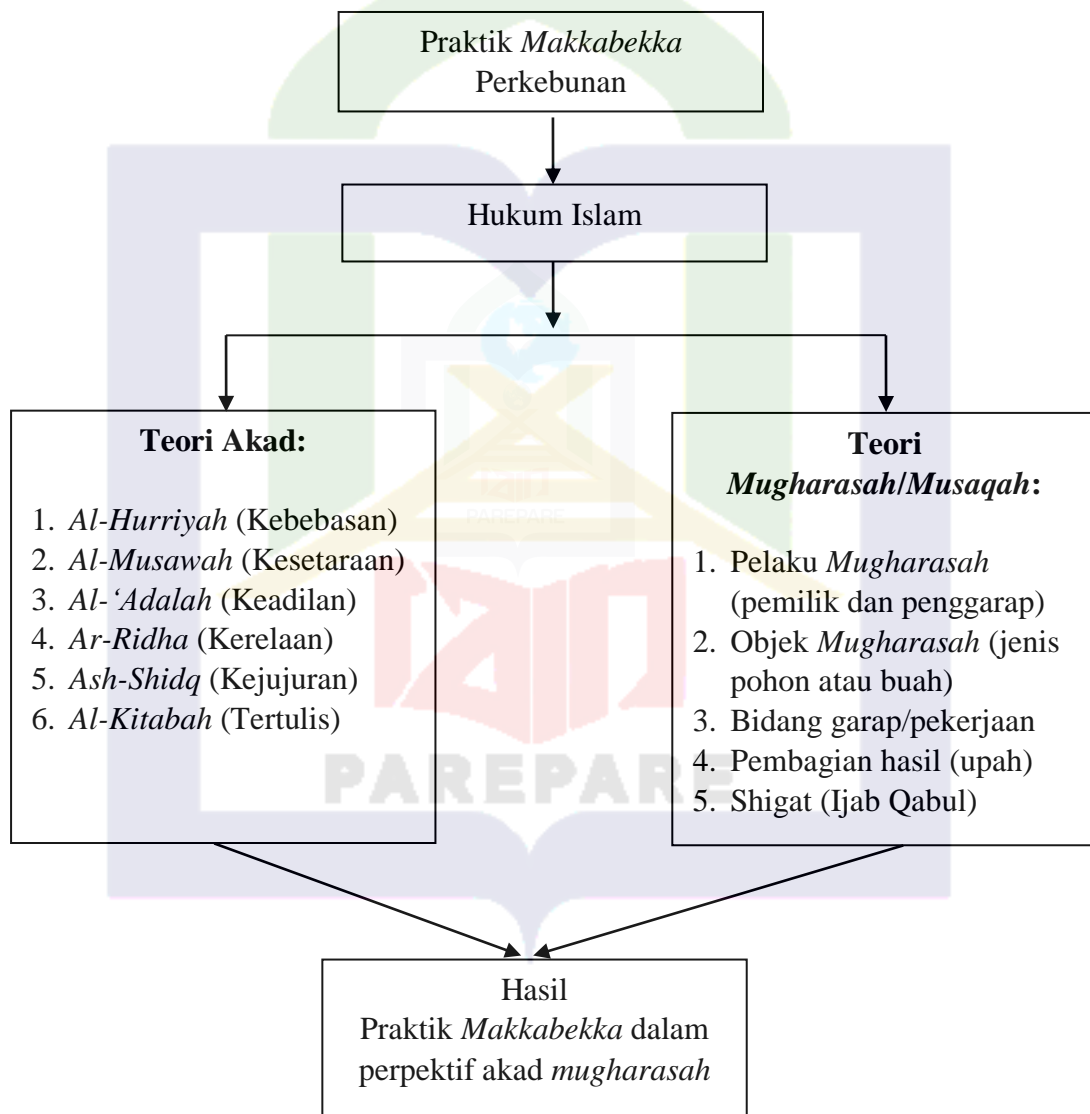 Praktik Makkabekka
Perkebunan
Hukum Islam
Teori Akad:
1. Al-Hurriyah (Kebebasan)
2. Al-Musawah (Kesetaraan)
3. Al-‘Adalah (Keadilan)
4. Ar-Ridha (Kerelaan)
5. Ash-Shidq (Kejujuran)
6. Al-Kitabah (Tertulis)
Teori
Mugharasah/Musaqah:
1. Pelaku Mugharasah
(pemilik dan penggarap)
2. Objek Mugharasah (jenis
pohon atau buah)
3. Bidang garap/pekerjaan
4. Pembagian hasil (upah)
5. Shigat (Ijab Qabul)
iain
PAREPARE
iain
PAREPARE
Hasil
Praktik Makkabekka dalam
perpektif akad mugharasah